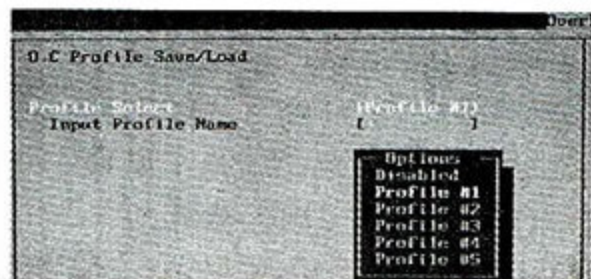 Over
O.C Profile Save/Load
Profile Select [Profile #1]
Input Profile Name [ ]
Options
Disabled
Profile #1
Profile #2
Profile #3
Profile #4
Profile #5